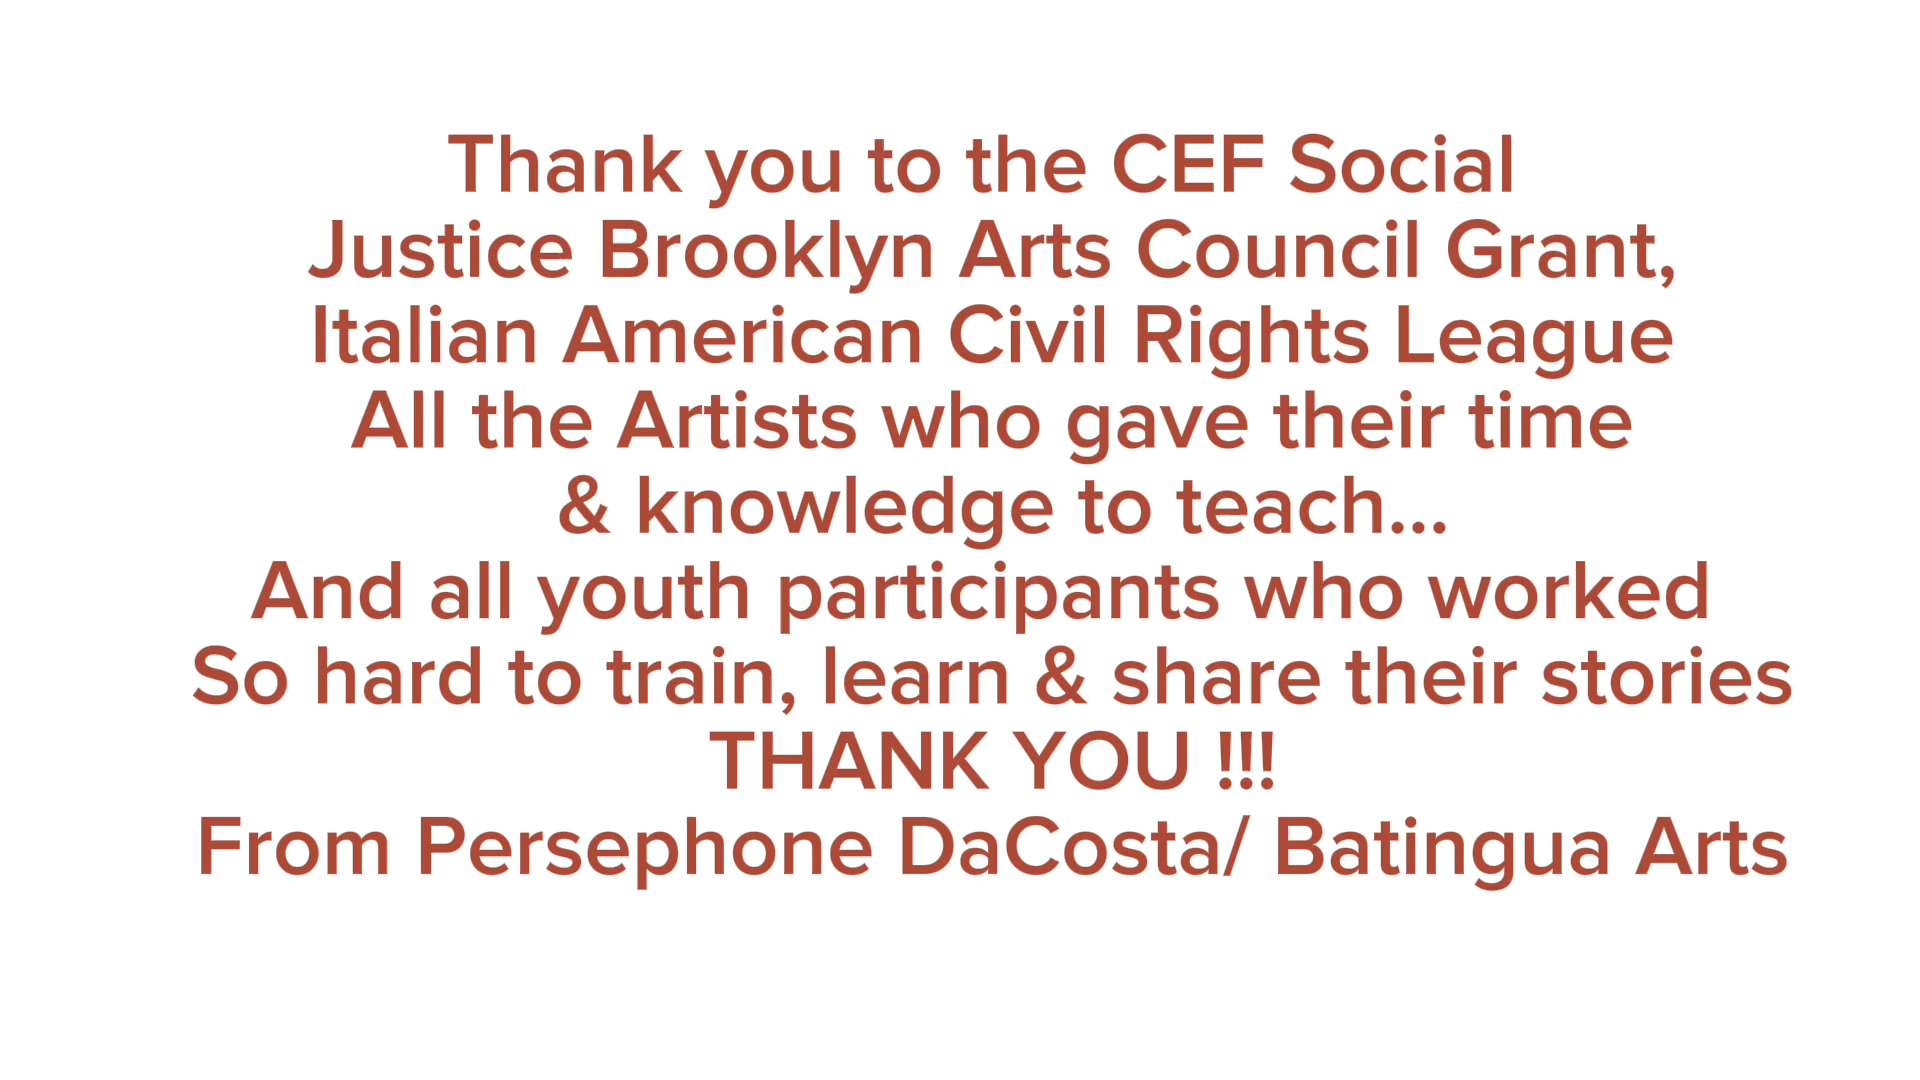 Thank you to the CEF Social
Justice Brooklyn Arts Council Grant,
Italian American Civil Rights League
All the Artists who gave their time
& knowledge to teach...
And all youth participants who worked
So hard to train, learn & share their stories
THANK YOU !!!
From Persephone DaCosta/ Batingua Arts